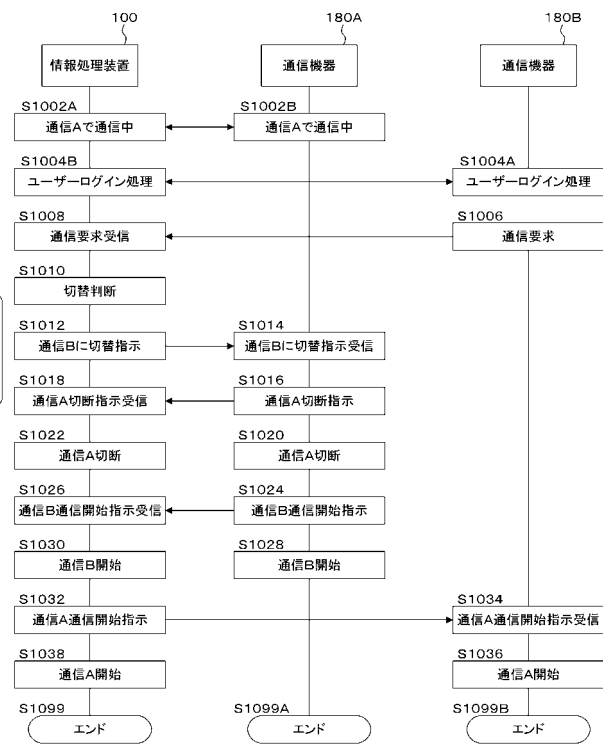 100 180A 180B
情報処理装置 通信機器 通信機器
S1002A S1002B
通信Aで通信中 通信Aで通信中
S1004B S1004A
ユーザーログイン処理 ユーザーログイン処理
S1008 S1006
通信要求受信 通信要求
S1010
切替判断
S1012 S1014
通信Bに切替指示 通信Bに切替指示受信
S1018 S1016
通信A切断指示受信 通信A切断指示
S1022 S1020
通信A切断 通信A切断
S1026 S1024
通信B通信開始指示受信 通信B通信開始指示
S1030 S1028
通信B開始 通信B開始
S1032 S1034
通信A通信開始指示 通信A通信開始指示受信
S1038 S1036
通信A開始 通信A開始
S1099 S1099A S1099B
エンド エンド エンド